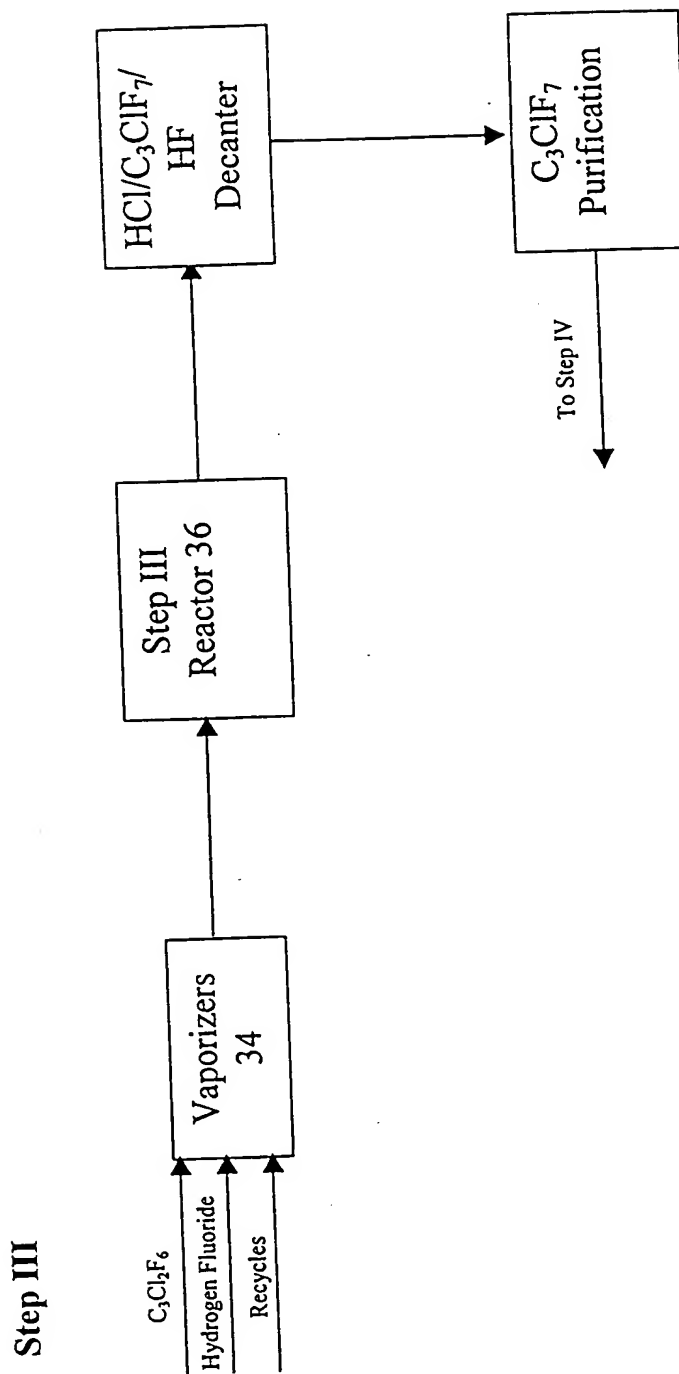 Step III
C₃Cl₂F₆
Hydrogen Fluoride
Recycles
Vaporizers
34
Step III
Reactor 36
HCl/C₃ClF₇/
HF
Decanter
C₃ClF₇
Purification
To Step IV